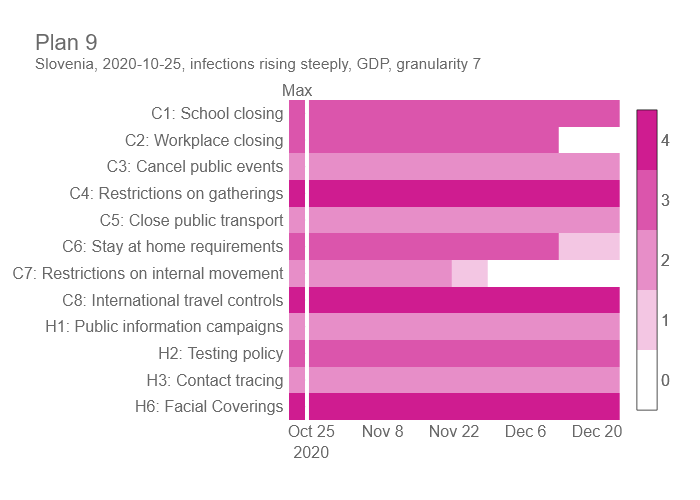 Plan 9
Slovenia, 2020-10-25, infections rising steeply, GDP, granularity 7
Max
C1: School closing
C2: Workplace closing
C3: Cancel public events
C4: Restrictions on gatherings
C5: Close public transport
C6: Stay at home requirements
C7: Restrictions on internal movement
C8: International travel controls
H1: Public information campaigns
H2: Testing policy
H3: Contact tracing
H6: Facial Coverings
Oct 25 Nov 8 Nov 22 Dec 6 Dec 20
2020
4
3
2
1
0